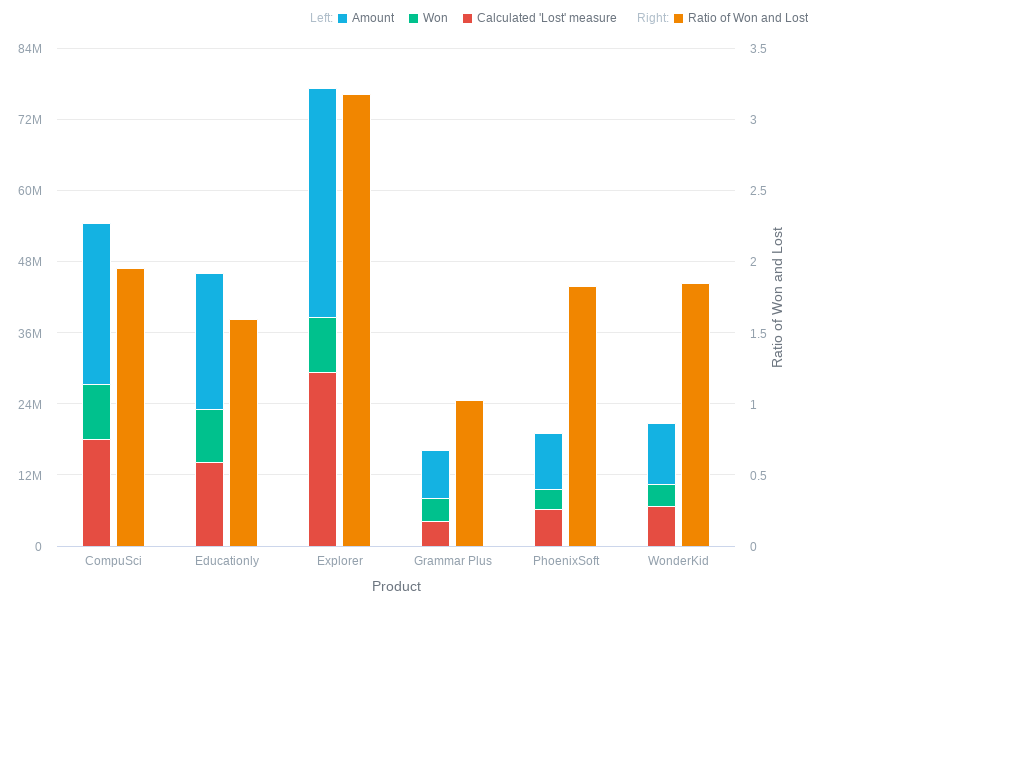 Left: Amount Won Calculated 'Lost' measure Right: Ratio of Won and Lost
84M 3.5
72M 3
60M 2.5
48M 2
36M 1.5
24M 1
12M 0.5
0 0
Ratio of Won and Lost
CompuSci Educationly Explorer Grammar Plus PhoenixSoft WonderKid
Product